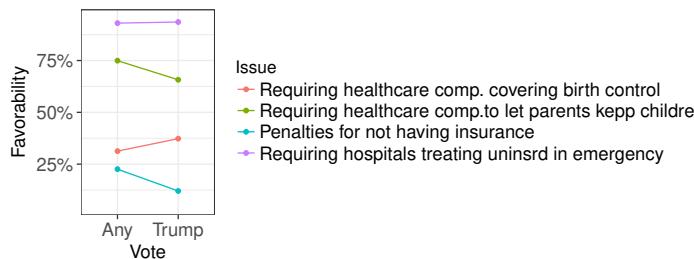 Favorability
75%
50%
25%
Any Trump
Vote
Issue
Requiring healthcare comp. covering birth control
Requiring healthcare comp.to let parents kepp childre
Penalties for not having insurance
Requiring hospitals treating uninsrd in emergency